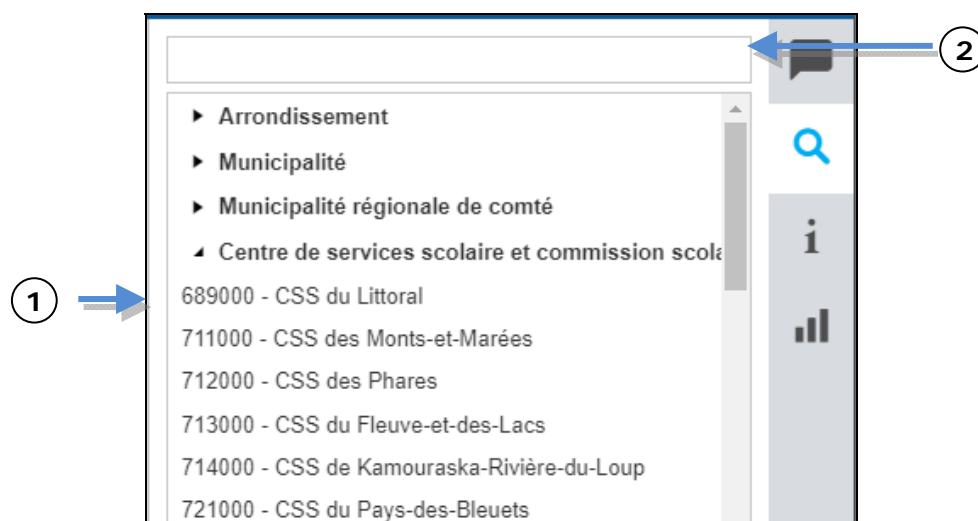 2
Arrondissement
Municipalité
Municipalité régionale de comté
Centre de services scolaire et commission scola
1
689000 - CSS du Littoral
711000 - CSS des Monts-et-Marées
712000 - CSS des Phares
713000 - CSS du Fleuve-et-des-Lacs
714000 - CSS de Kamouraska-Rivière-du-Loup
721000 - CSS du Pays-des-Bleuets